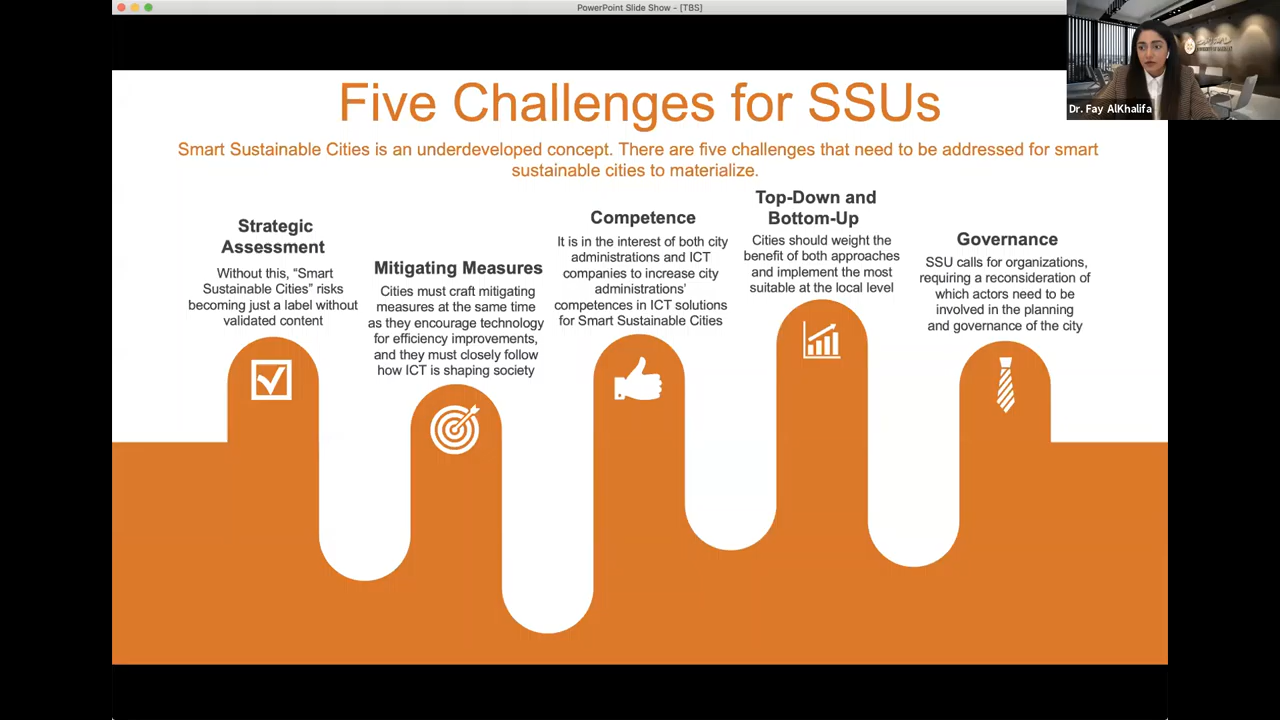 PowerPoint Slide Show - [TBS]
Dr. Fay AlKhalifa
Five Challenges for SSUs
Smart Sustainable Cities is an underdeveloped concept. There are five challenges that need to be addressed for smart
sustainable cities to materialize.
Strategic
Assessment
Without this, “Smart
Sustainable Cities” risks
becoming just a label without
validated content
Mitigating Measures
Cities must craft mitigating
measures at the same time
as they encourage technology
for efficiency improvements,
and they must closely follow
how ICT is shaping society
Competence
It is in the interest of both city
administrations and ICT
companies to increase city
administrations’
competences in ICT solutions
for Smart Sustainable Cities
Top-Down and
Bottom-Up
Cities should weight the
benefit of both approaches
and implement the most
suitable at the local level
Governance
SSU calls for organizations,
requiring a reconsideration of
which actors need to be
involved in the planning
and governance of the city